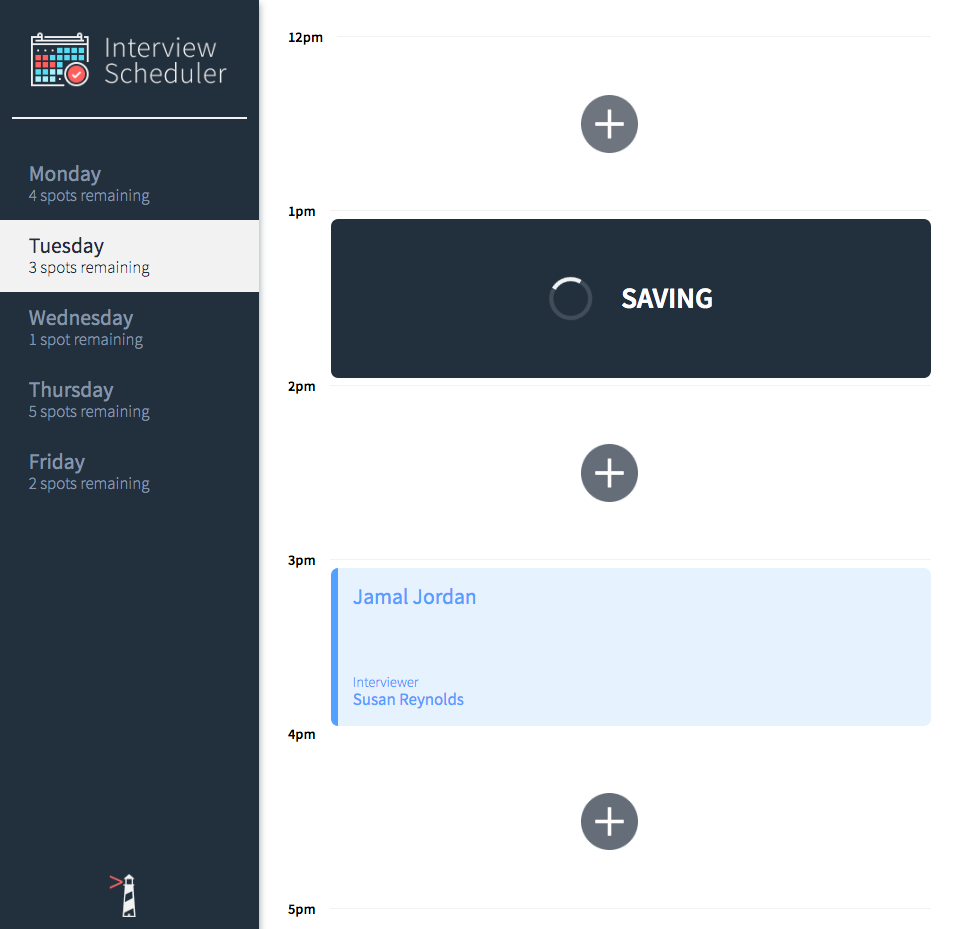 Interview
Scheduler
Monday
4 spots remaining
Tuesday
3 spots remaining
Wednesday
1 spot remaining
Thursday
5 spots remaining
Friday
2 spots remaining
12pm
1pm
SAVING
2pm
3pm
Jamal Jordan
Interviewer
Susan Reynolds
4pm
5pm